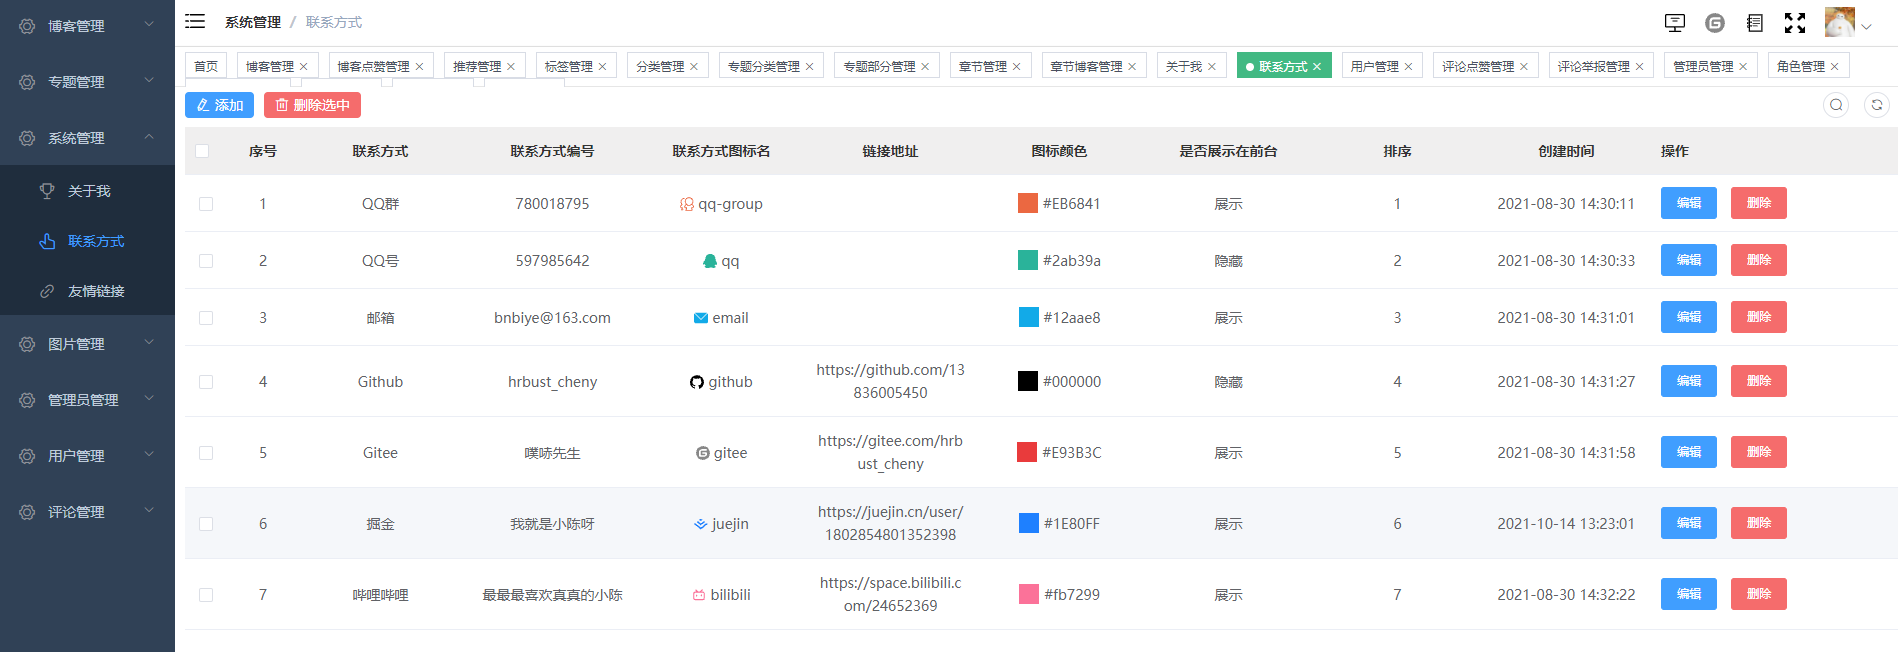 博客管理
专题管理
系统管理
关于我
联系方式
友情链接
图片管理
管理员管理
用户管理
评论管理
系统管理 / 联系方式
首页 博客管理 × 博客点赞管理 × 推荐管理 × 标签管理 × 分类管理 × 专题分类管理 × 专题部分管理 × 章节管理 × 章节博客管理 × 关于我 × 联系方式 × 用户管理 × 评论点赞管理 × 评论举报管理 × 管理员管理 × 角色管理 ×
添加 删除选中
序号 联系方式 联系方式编号 联系方式图标名 链接地址 图标颜色 是否展示在前台 排序 创建时间 操作
1 QQ群 780018795 qq-group #EB6841 展示 1 2021-08-30 14:30:11 编辑 删除
2 QQ号 597985642 qq #2ab39a 隐藏 2 2021-08-30 14:30:33 编辑 删除
3 邮箱 bnbiye@163.com email #12aae8 展示 3 2021-08-30 14:31:01 编辑 删除
4 Github hrbust_cheny github https://github.com/13
836005450 #000000 隐藏 4 2021-08-30 14:31:27 编辑 删除
5 Gitee 噗哧先生 gitee https://gitee.com/hrb
ust_cheny #E93B3C 展示 5 2021-08-30 14:31:58 编辑 删除
6 掘金 我就是小陈呀 juejin https://juejin.cn/user/
1802854801352398 #1E80FF 展示 6 2021-10-14 13:23:01 编辑 删除
7 哔哩哔哩 最最最喜欢真真的小陈 bilibili https://space.bilibili.c
om/24652369 #fb7299 展示 7 2021-08-30 14:32:22 编辑 删除